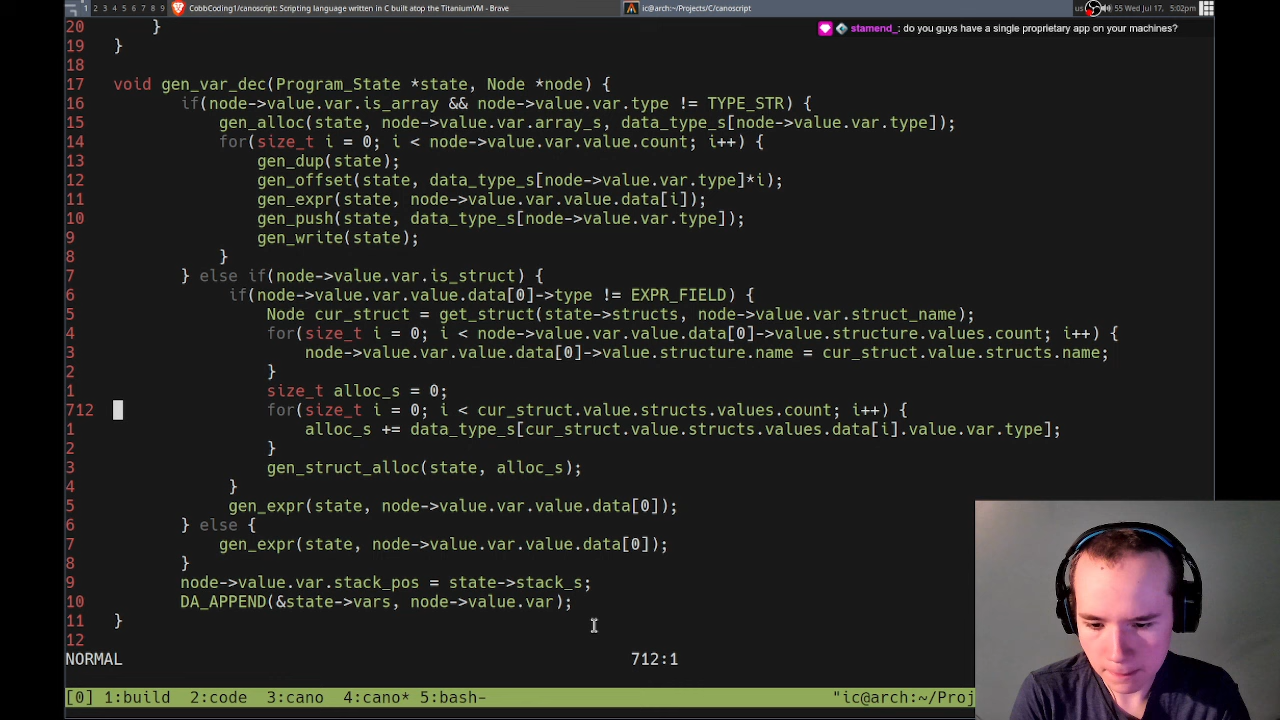 1 2 3 4 5 6 7 8 9 CobbCoding1/canoscript: Scripting language written in C built atop the TitaniumVM - Brave ic@arch:~/Projects/C/canoscript us 55 Wed Jul 17, 5:02pm
stamend_: do you guys have a single proprietary app on your machines?
20 }
19 }
18
17 void gen_var_dec(Program_State *state, Node *node) {
16 if(node->value.var.is_array && node->value.var.type != TYPE_STR) {
15 gen_alloc(state, node->value.var.array_s, data_type_s[node->value.var.type]);
14 for(size_t i = 0; i < node->value.var.value.count; i++) {
13 gen_dup(state);
12 gen_offset(state, data_type_s[node->value.var.type]*i);
11 gen_expr(state, node->value.var.value.data[i]);
10 gen_push(state, data_type_s[node->value.var.type]);
9 gen_write(state);
8 }
7 } else if(node->value.var.is_struct) {
6 if(node->value.var.value.data[0]->type != EXPR_FIELD) {
5 Node cur_struct = get_struct(state->structs, node->value.var.struct_name);
4 for(size_t i = 0; i < node->value.var.value.data[0]->value.structure.values.count; i++) {
3 node->value.var.value.data[0]->value.structure.name = cur_struct.value.structs.name;
2 }
1 size_t alloc_s = 0;
712 for(size_t i = 0; i < cur_struct.value.structs.values.count; i++) {
1 alloc_s += data_type_s[cur_struct.value.structs.values.data[i].value.var.type];
2 }
3 gen_struct_alloc(state, alloc_s);
4 }
5 gen_expr(state, node->value.var.value.data[0]);
6 } else {
7 gen_expr(state, node->value.var.value.data[0]);
8 }
9 node->value.var.stack_pos = state->stack_s;
10 DA_APPEND(&state->vars, node->value.var);
11 }
12
NORMAL 712:1
[0] 1:build 2:code 3:cano 4:cano* 5:bash- "ic@arch:~/Proj